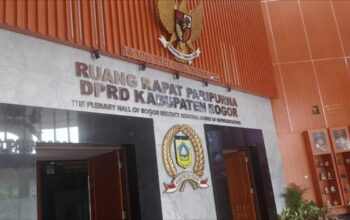 RUANG RAPAT PARIPURNA
DPRD KABUPATEN BOGOR
THE PLENARY HALL OF BOGOR REGENCY REGIONAL HOUSE OF REPRESENTATIVES